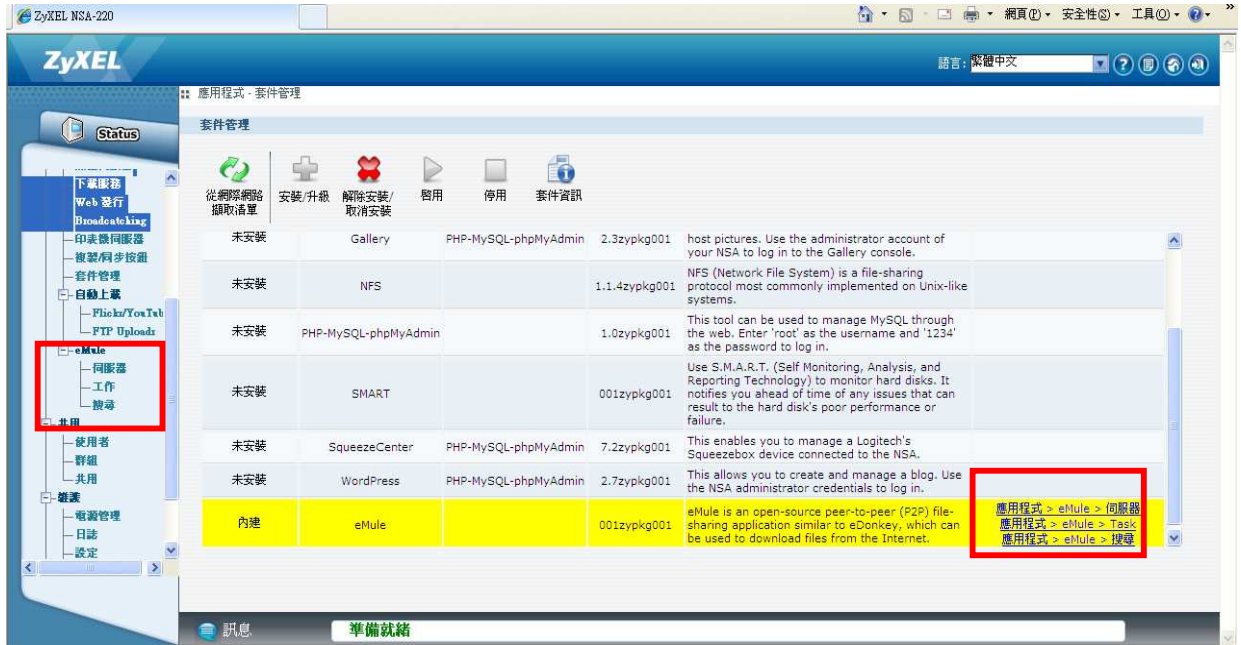 ZyXEL NSA-220
網頁(P) 安全性(S) 工具(O) »
ZyXEL
語言: 繁體中文
應用程式 - 套件管理
Status
套件管理
從網際網路擷取清單
安裝/升級
解除安裝/取消安裝
啟用
停用
套件資訊
下載服務
Web 發行
Broadcatching
印表機伺服器
複製/同步按鈕
套件管理
自動上載
Flickr/YouTub
FTP Uploadr
eMule
伺服器
工作
搜尋
共用
使用者
群組
共用
維護
電源管理
日誌
設定
未安裝 Gallery PHP-MySQL-phpMyAdmin 2.3zypkg001 host pictures. Use the administrator account of
your NSA to log in to the Gallery console.
未安裝 NFS 1.1.4zypkg001 NFS (Network File System) is a file-sharing
protocol most commonly implemented on Unix-like
systems.
未安裝 PHP-MySQL-phpMyAdmin 1.0zypkg001 This tool can be used to manage MySQL through
the web. Enter 'root' as the username and '1234'
as the password to log in.
未安裝 SMART 001zypkg001 Use S.M.A.R.T. (Self Monitoring, Analysis, and
Reporting Technology) to monitor hard disks. It
notifies you ahead of time of any issues that can
result to the hard disk's poor performance or
failure.
未安裝 SqueezeCenter PHP-MySQL-phpMyAdmin 7.2zypkg001 This enables you to manage a Logitech's
Squeezebox device connected to the NSA.
未安裝 WordPress PHP-MySQL-phpMyAdmin 2.7zypkg001 This allows you to create and manage a blog. Use
the NSA administrator credentials to log in.
內建 eMule 001zypkg001 eMule is an open-source peer-to-peer (P2P) file-
sharing application similar to eDonkey, which can
be used to download files from the Internet.
應用程式 > eMule > 伺服器
應用程式 > eMule > Task
應用程式 > eMule > 搜尋
訊息 準備就緒